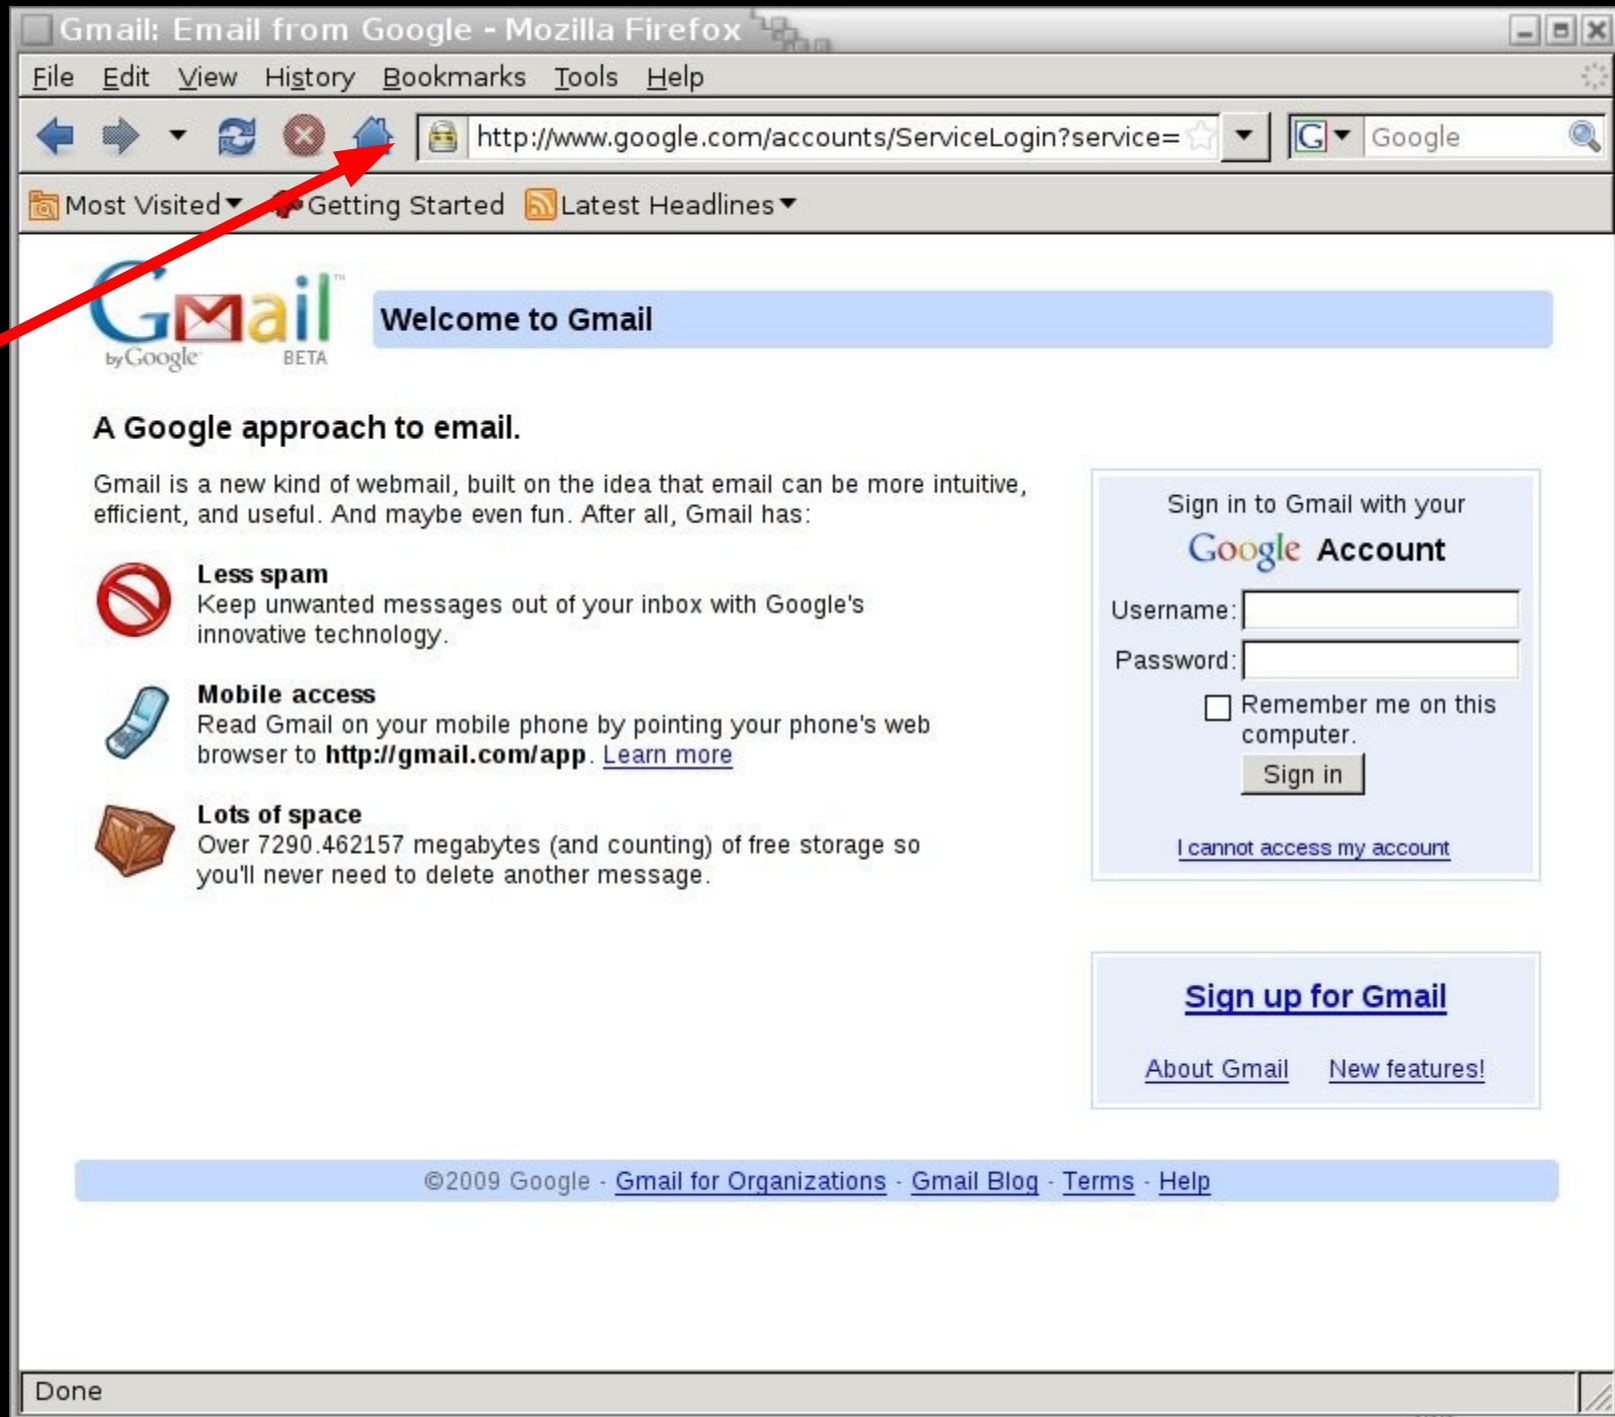 Gmail: Email from Google - Mozilla Firefox
File Edit View History Bookmarks Tools Help
http://www.google.com/accounts/ServiceLogin?service= G Google
Most Visited Getting Started Latest Headlines
Gmail™
by Google BETA
Welcome to Gmail
A Google approach to email.
Gmail is a new kind of webmail, built on the idea that email can be more intuitive,
efficient, and useful. And maybe even fun. After all, Gmail has:
Less spam
Keep unwanted messages out of your inbox with Google's
innovative technology.
Mobile access
Read Gmail on your mobile phone by pointing your phone's web
browser to http://gmail.com/app. Learn more
Lots of space
Over 7290.462157 megabytes (and counting) of free storage so
you'll never need to delete another message.
Sign in to Gmail with your
Google Account
Username:
Password:
Remember me on this
computer.
Sign in
I cannot access my account
Sign up for Gmail
About Gmail New features!
©2009 Google - Gmail for Organizations - Gmail Blog - Terms - Help
Done